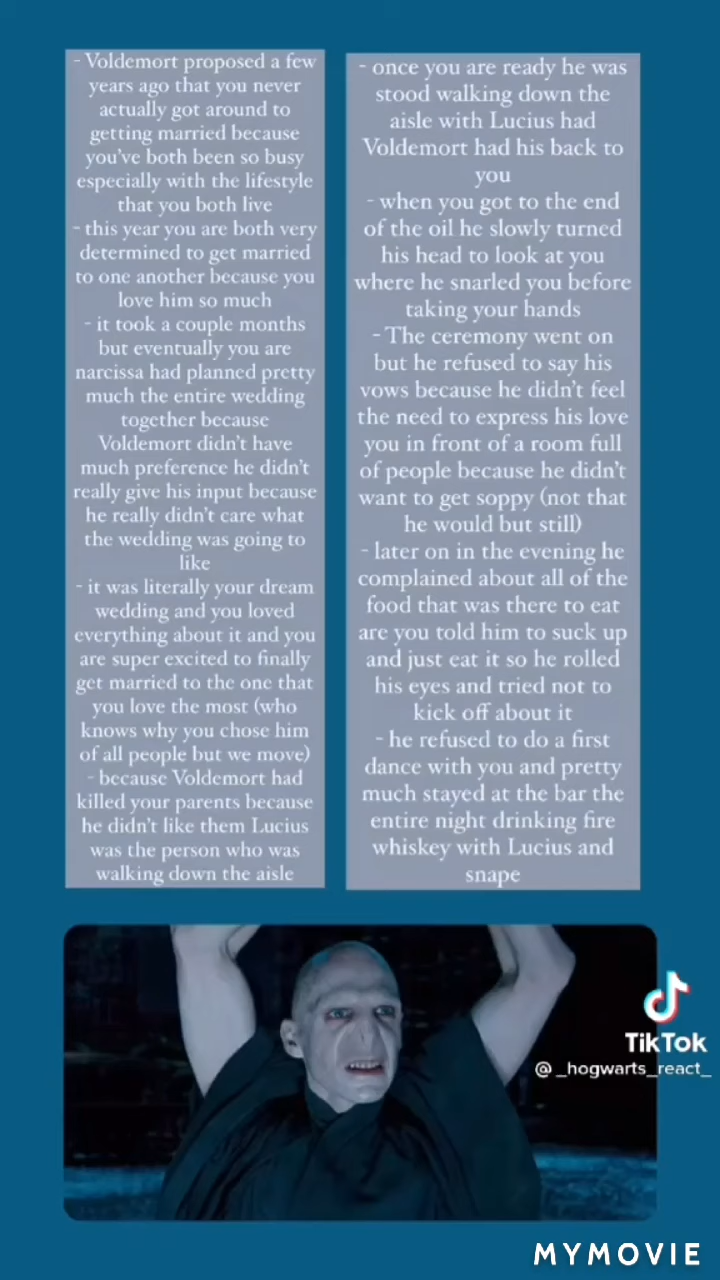 - Voldemort proposed a few
years ago that you never
actually got around to
getting married because
you've both been so busy
especially with the lifestyle
that you both live
- this year you are both very
determined to get married
to one another because you
love him so much
- it took a couple months
but eventually you are
narcissa had planned pretty
much the entire wedding
together because
Voldemort didn't have
much preference he didn't
really give his input because
he really didn't care what
the wedding was going to
like
- it was literally your dream
wedding and you loved
everything about it and you
are super excited to finally
get married to the one that
you love the most (who
knows why you chose him
of all people but we move)
- because Voldemort had
killed your parents because
he didn't like them Lucius
was the person who was
walking down the aisle
- once you are ready he was
stood walking down the
aisle with Lucius had
Voldemort had his back to
you
- when you got to the end
of the oil he slowly turned
his head to look at you
where he snarled you before
taking your hands
- The ceremony went on
but he refused to say his
vows because he didn't feel
the need to express his love
you in front of a room full
of people because he didn't
want to get soppy (not that
he would but still)
- later on in the evening he
complained about all of the
food that was there to eat
are you told him to suck up
and just eat it so he rolled
his eyes and tried not to
kick off about it
- he refused to do a first
dance with you and pretty
much stayed at the bar the
entire night drinking fire
whiskey with Lucius and
snape
TikTok
@_hogwarts_react_
MYMOVIE